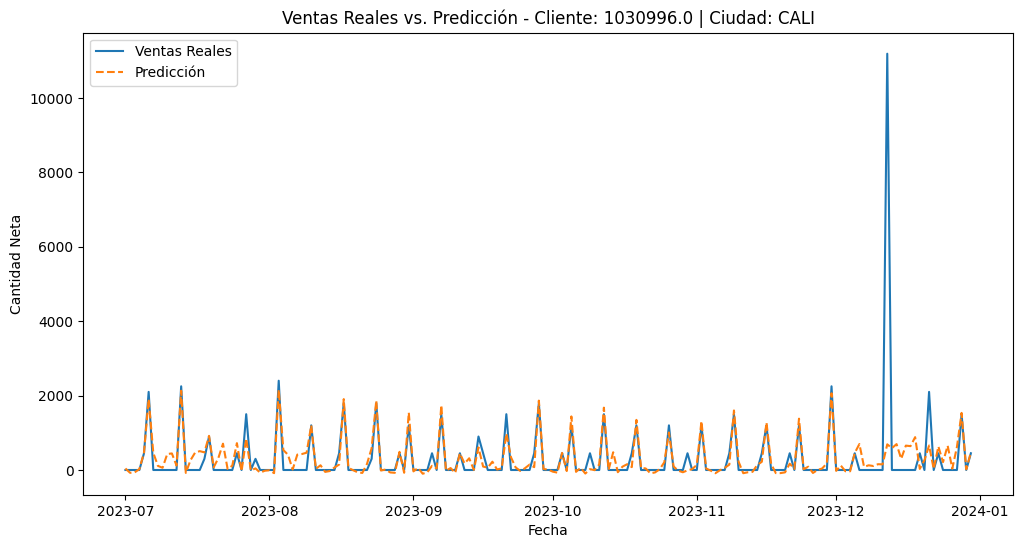 Ventas Reales vs. Predicción - Cliente: 1030996.0 | Ciudad: CALI
Ventas Reales
Predicción
Cantidad Neta
10000
8000
6000
4000
2000
0
2023-07
2023-08
2023-09
2023-10
2023-11
2023-12
2024-01
Fecha